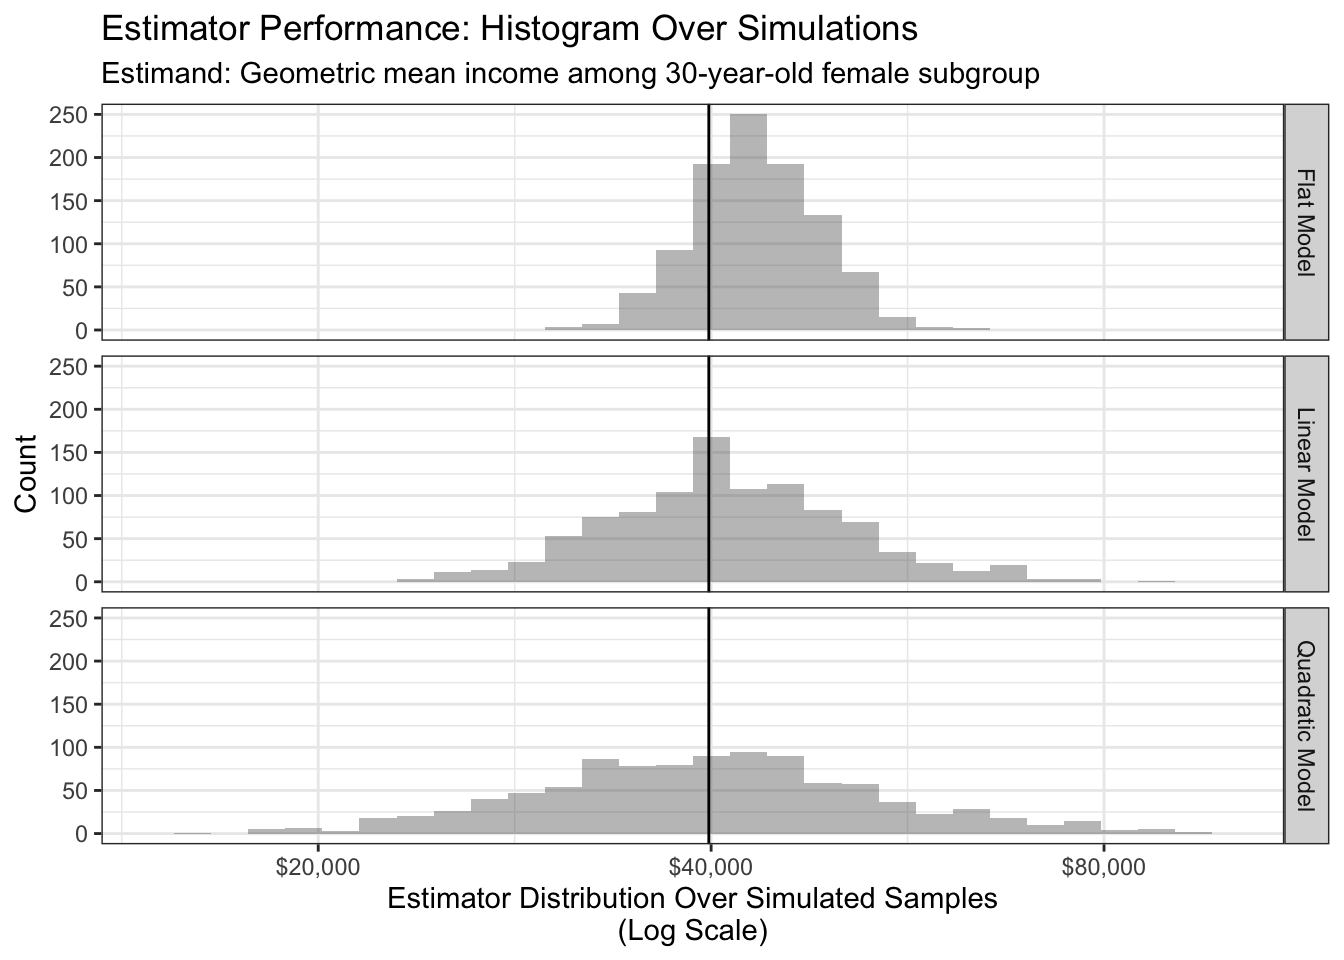 Estimator Performance: Histogram Over Simulations
Estimand: Geometric mean income among 30-year-old female subgroup
250
200
150
100
50
0
Flat Model
250
200
150
100
50
0
Linear Model
250
200
150
100
50
0
Quadratic Model
Count
$20,000
$40,000
$80,000
Estimator Distribution Over Simulated Samples
(Log Scale)